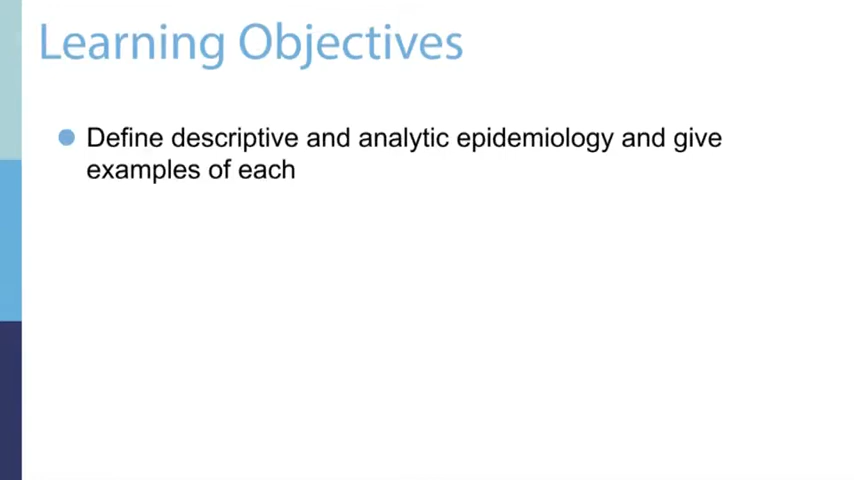 Learning Objectives
Define descriptive and analytic epidemiology and give
examples of each